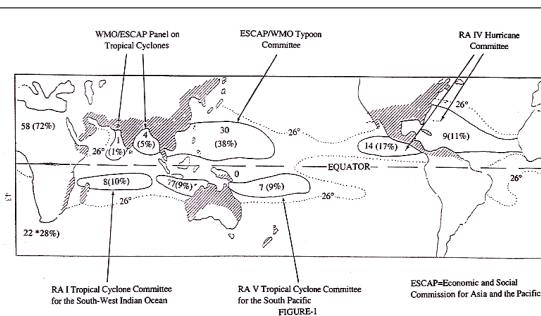 WMO/ESCAP Panel on
Tropical Cyclones
ESCAP/WMO Typoon
Committee
RA IV Hurricane
Committee
58 (72%)
26°
1
(1%)
4
(5%)
30
(38%)
26°
14 (17%)
26°
9(11%)
EQUATOR
0
8(10%)
7(9%)
7 (9%)
26°
26°
26°
22 *28%)
43
RA I Tropical Cyclone Committee
for the South-West Indian Ocean
RA V Tropical Cyclone Committee
for the South Pacific
ESCAP=Economic and Social
Commission for Asia and the Pacific
FIGURE-1